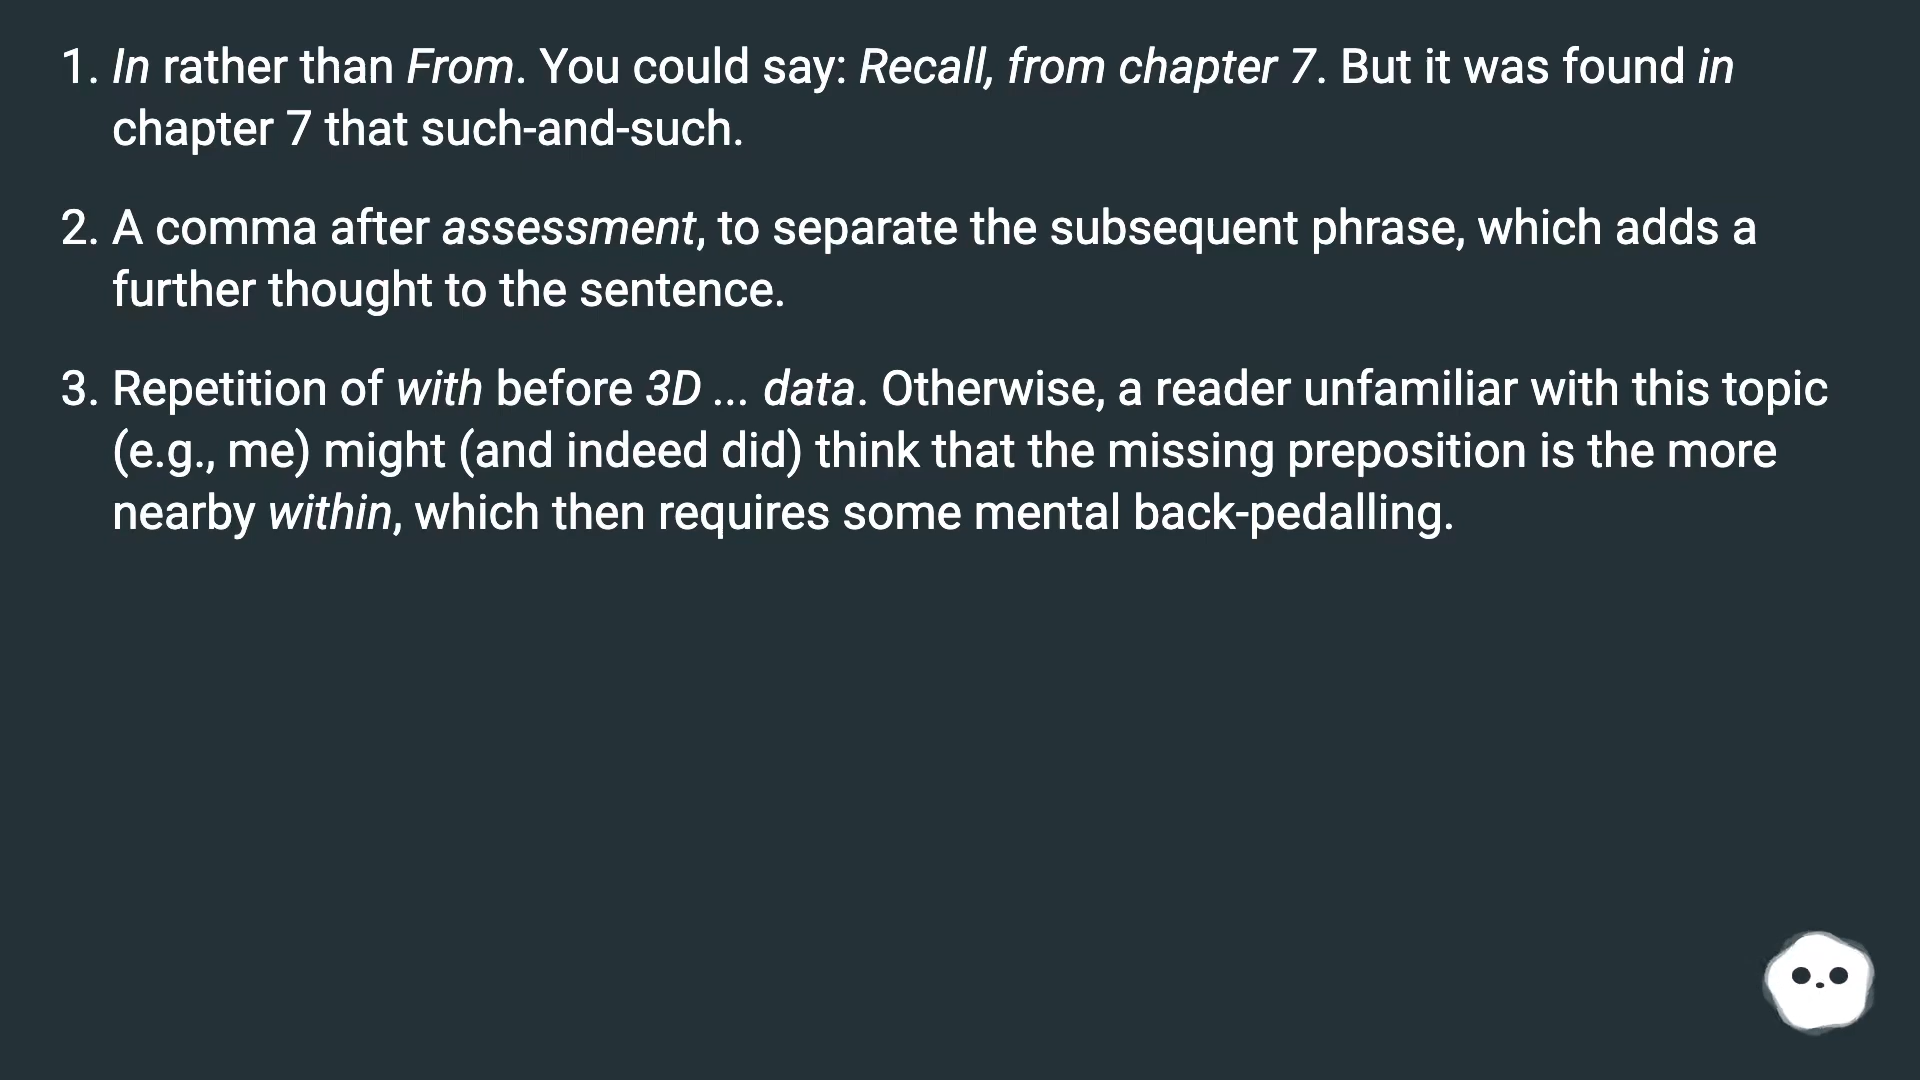 1. In rather than From. You could say: Recall, from chapter 7. But it was found in
chapter 7 that such-and-such.
2. A comma after assessment, to separate the subsequent phrase, which adds a
further thought to the sentence.
3. Repetition of with before 3D ... data. Otherwise, a reader unfamiliar with this topic
(e.g., me) might (and indeed did) think that the missing preposition is the more
nearby within, which then requires some mental back-pedalling.